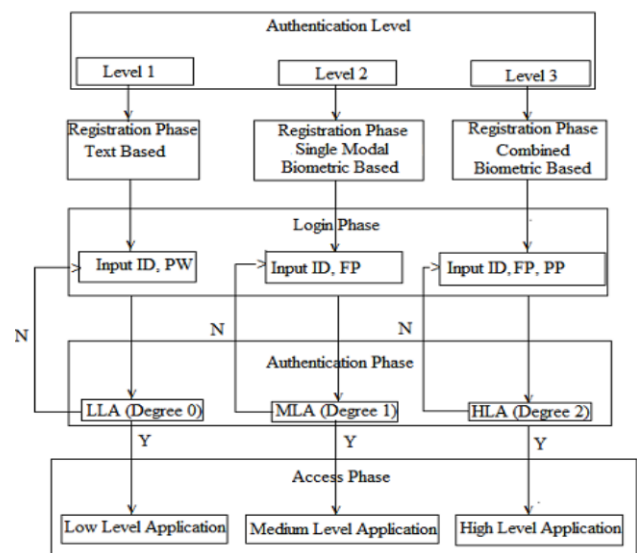 Authentication Level
Level 1
Level 2
Level 3
Registration Phase
Text Based
Registration Phase
Single Modal
Biometric Based
Registration Phase
Combined
Biometric Based
Login Phase
Input ID, PW
Input ID, FP
Input ID, FP, PP
N
N
N
Authentication Phase
LLA (Degree 0)
MLA (Degree 1)
HLA (Degree 2)
Y
Y
Y
Access Phase
Low Level Application
Medium Level Application
High Level Application